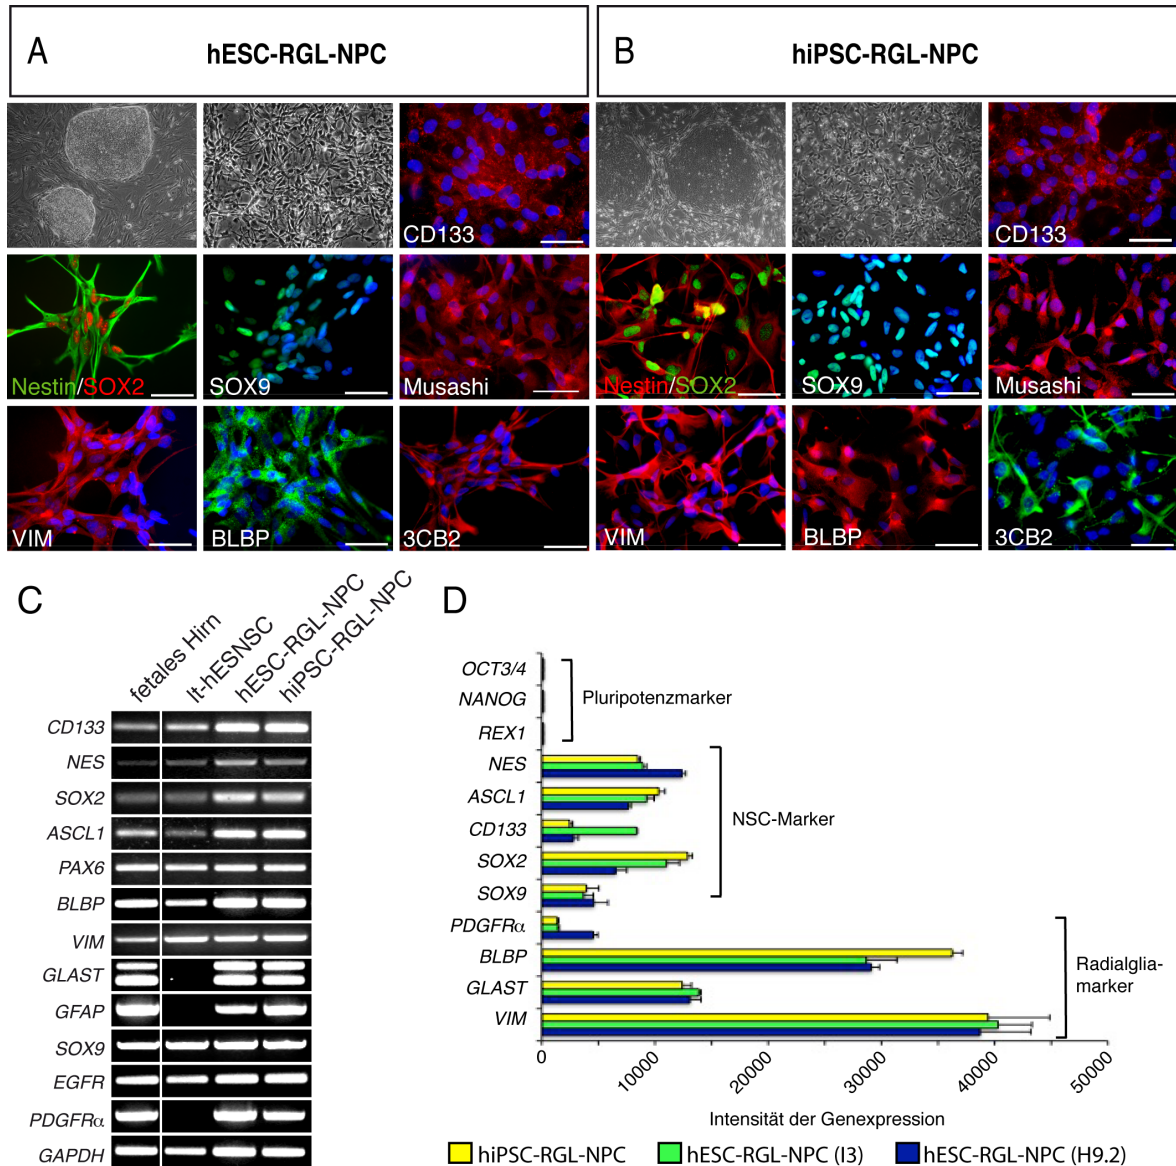 A
hESC-RGL-NPC
B
hiPSC-RGL-NPC
CD133
CD133
Nestin/SOX2
SOX9
Musashi
Nestin/SOX2
SOX9
Musashi
VIM
BLBP
3CB2
VIM
BLBP
3CB2
C
fetales Hirn
lt-hESNSC
hESC-RGL-NPC
hiPSC-RGL-NPC
CD133
NES
SOX2
ASCL1
PAX6
BLBP
VIM
GLAST
GFAP
SOX9
EGFR
PDGFRα
GAPDH
D
OCT3/4
NANOG
REX1
Pluripotenzmarker
NES
ASCL1
CD133
SOX2
SOX9
NSC-Marker
PDGFRα
BLBP
GLAST
VIM
Radialglia-
marker
0
10000
20000
30000
40000
50000
Intensität der Genexpression
hiPSC-RGL-NPC
hESC-RGL-NPC (I3)
hESC-RGL-NPC (H9.2)